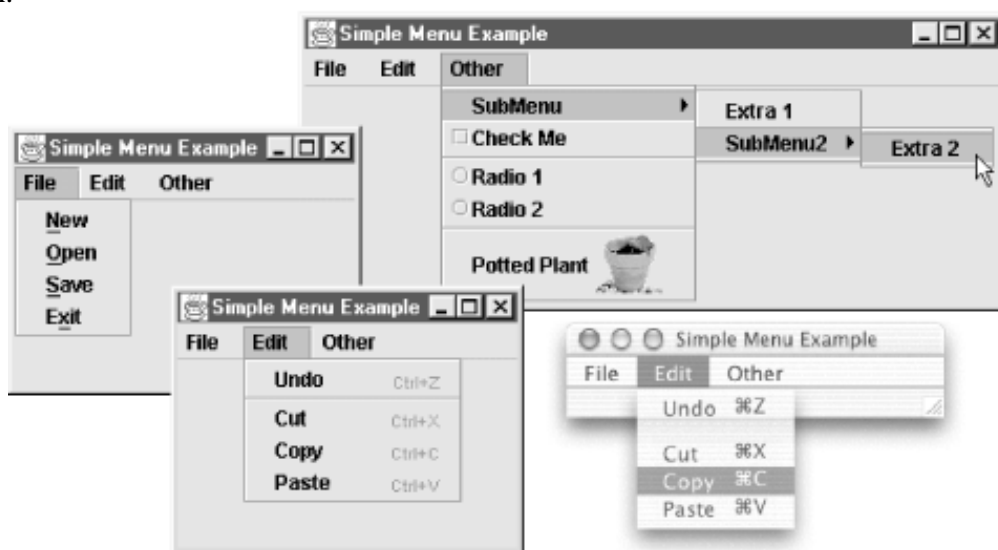 Simple Menu Example
File Edit Other
SubMenu
Check Me
Radio 1
Radio 2
Potted Plant
Extra 1
SubMenu2
Extra 2
Simple Menu Example
File Edit Other
New
Open
Save
Exit
Simple Menu Example
File Edit Other
Undo Ctrl+Z
Cut Ctrl+X
Copy Ctrl+C
Paste Ctrl+V
Simple Menu Example
File Edit Other
Undo ⌘Z
Cut ⌘X
Copy ⌘C
Paste ⌘V